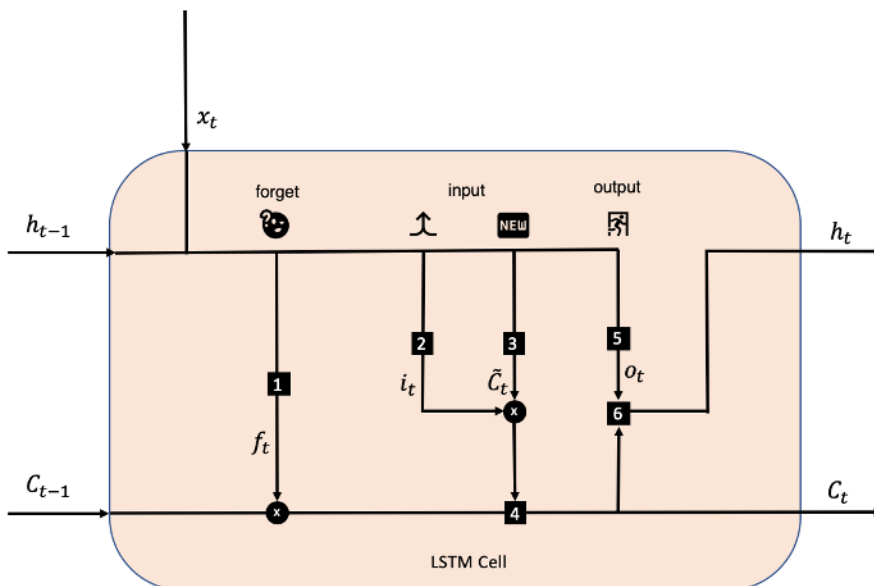 x_t
forget
input
output
NEW
h_{t-1}
h_t
2
3
5
1
i_t
C̃_t
o_t
x
6
f_t
C_{t-1}
x
4
C_t
LSTM Cell